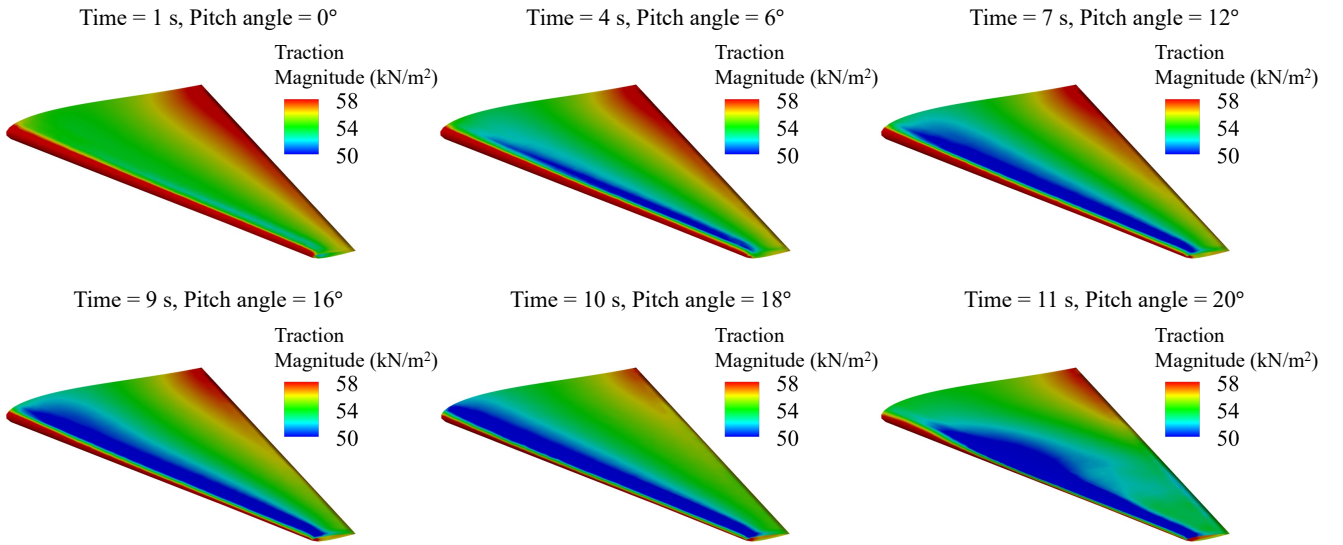 Time = 1 s, Pitch angle = 0°
Traction
Magnitude (kN/m²)
58
54
50
Time = 4 s, Pitch angle = 6°
Traction
Magnitude (kN/m²)
58
54
50
Time = 7 s, Pitch angle = 12°
Traction
Magnitude (kN/m²)
58
54
50
Time = 9 s, Pitch angle = 16°
Traction
Magnitude (kN/m²)
58
54
50
Time = 10 s, Pitch angle = 18°
Traction
Magnitude (kN/m²)
58
54
50
Time = 11 s, Pitch angle = 20°
Traction
Magnitude (kN/m²)
58
54
50